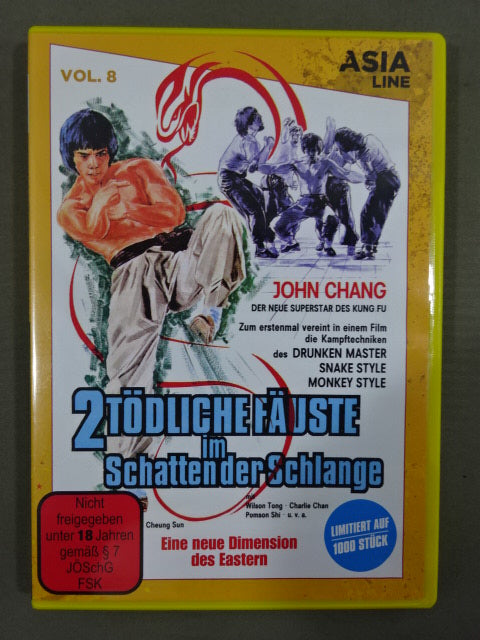 VOL. 8
ASIA
LINE
JOHN CHANG
DER NEUE SUPERSTAR DES KUNG FU
Zum erstenmal vereint in einem Film
die Kampftechniken
des DRUNKEN MASTER
SNAKE STYLE
MONKEY STYLE
2 TÖDLICHE FÄUSTE
im
Schatten der Schlange
mit
Wilson Tong · Charlie Chan
Pomson Shi · u. v. a.
Cheung Sun
Eine neue Dimension
des Eastern
LIMITIERT AUF
1000 STÜCK
Nicht
freigegeben
unter 18 Jahren
gemäß § 7
JÖSchG
FSK